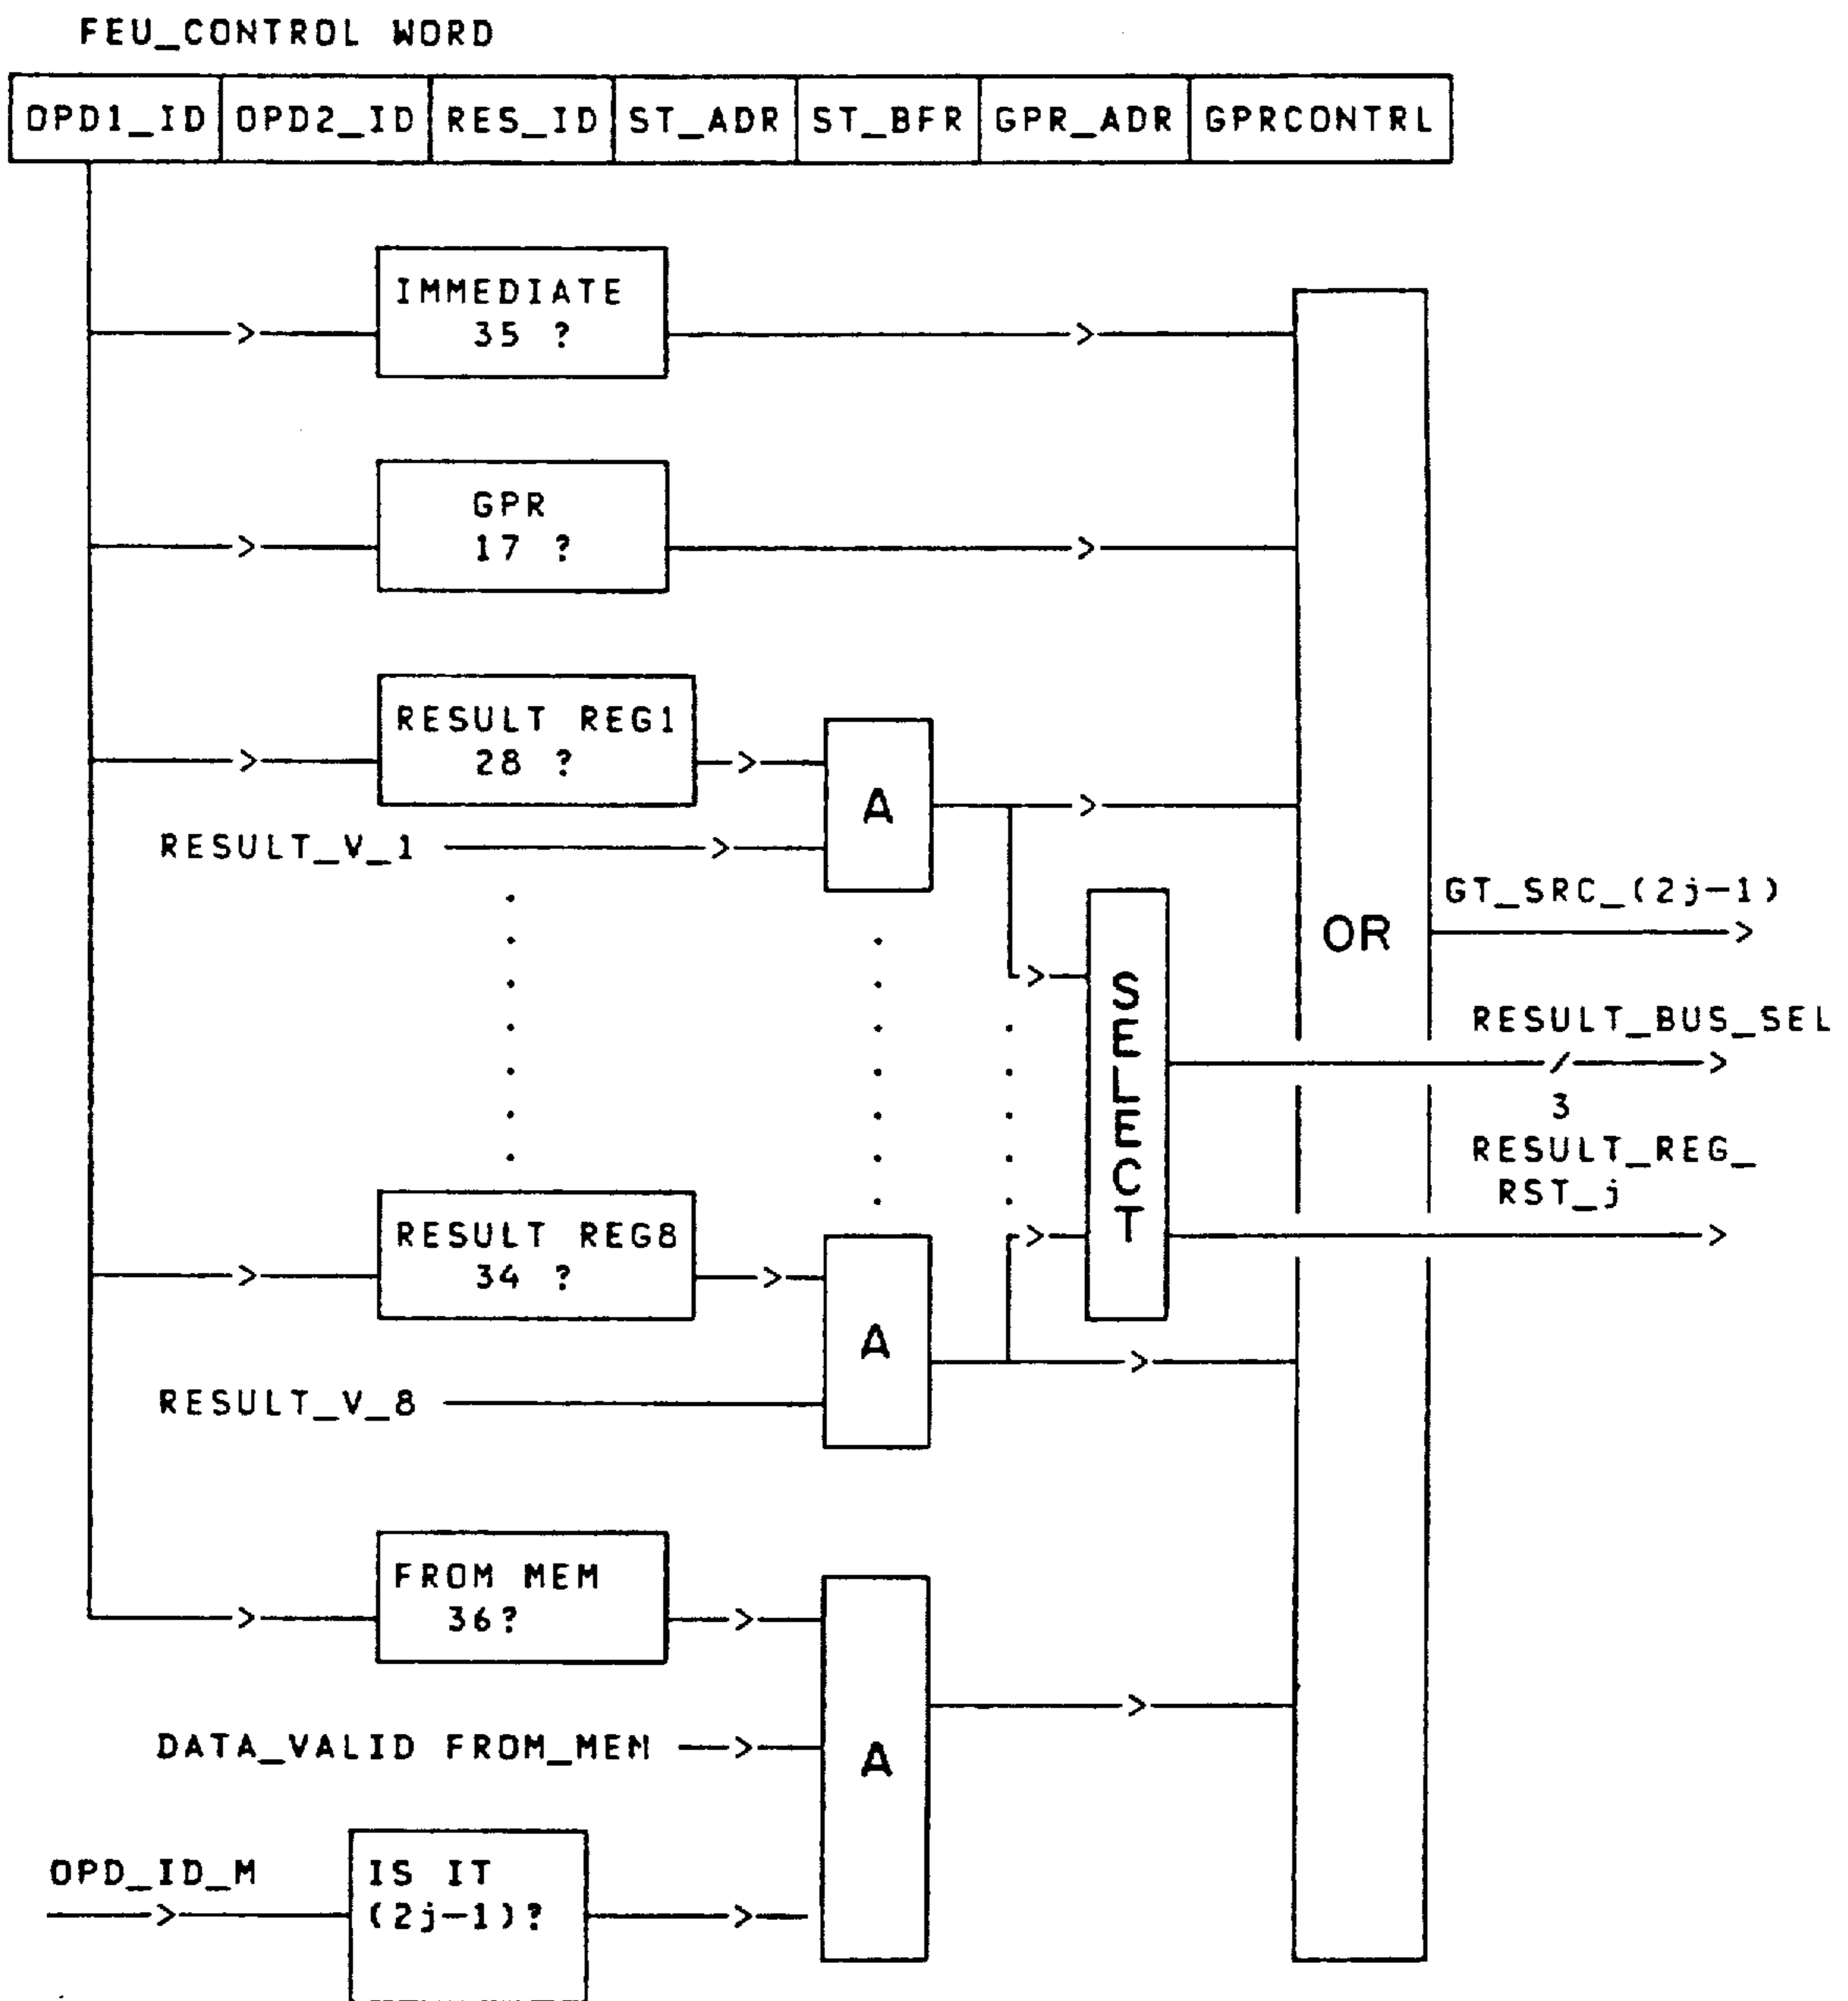 FEU_CONTROL WORD
OPD1_ID OPD2_ID RES_ID ST_ADR ST_BFR GPR_ADR GPRCONTRL
IMMEDIATE
35 ?
GPR
17 ?
RESULT REG1
28 ?
A
RESULT_V_1
GT_SRC_(2j-1)
OR
SELECT
RESULT_BUS_SEL
3
RESULT_REG_
RST_j
RESULT REG8
34 ?
A
RESULT_V_8
FROM MEM
36?
DATA_VALID FROM_MEM
A
OPD_ID_M
IS IT
(2j-1)?